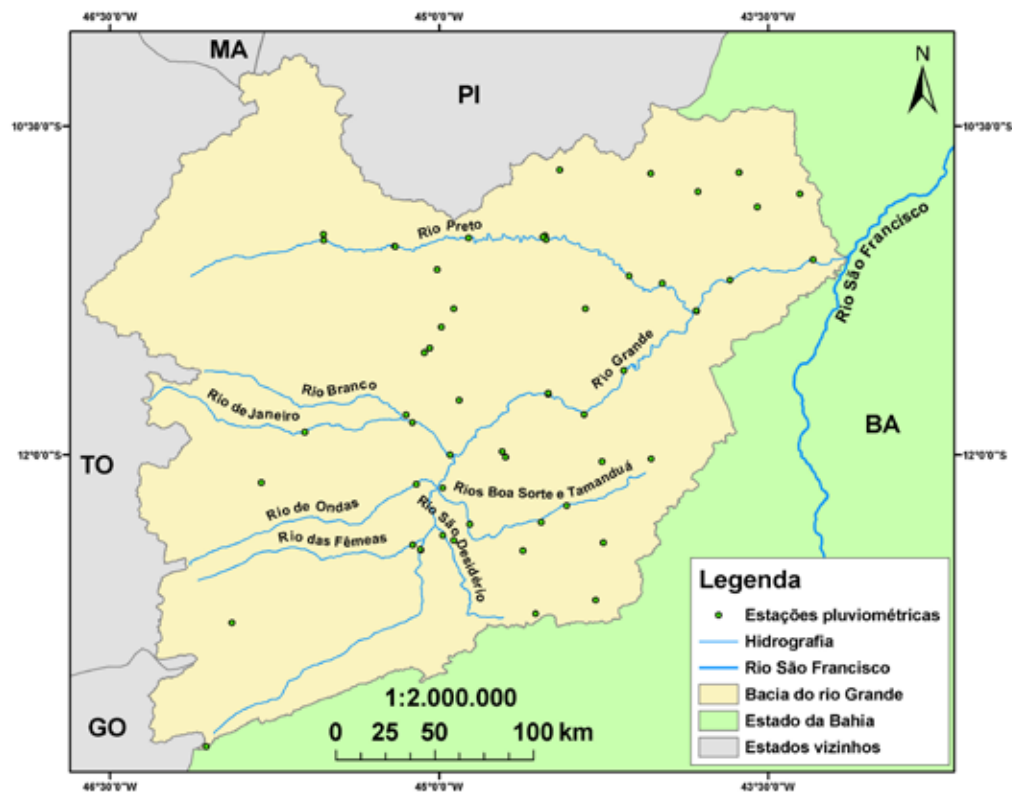 46°30'0"W 45°0'0"W 43°30'0"W
MA
PI
N
10°30'0"S 10°30'0"S
Rio Preto
Rio São Francisco
Rio Grande
Rio Branco
Rio de Janeiro
BA
TO
12°0'0"S 12°0'0"S
Rios Boa Sorte e Tamanduá
Rio de Ondas
Rio São Desidério
Rio das Fêmeas
Legenda
Estações pluviométricas
Hidrografia
Rio São Francisco
Bacia do rio Grande
Estado da Bahia
Estados vizinhos
1:2.000.000
0 25 50 100 km
GO
46°30'0"W 45°0'0"W 43°30'0"W